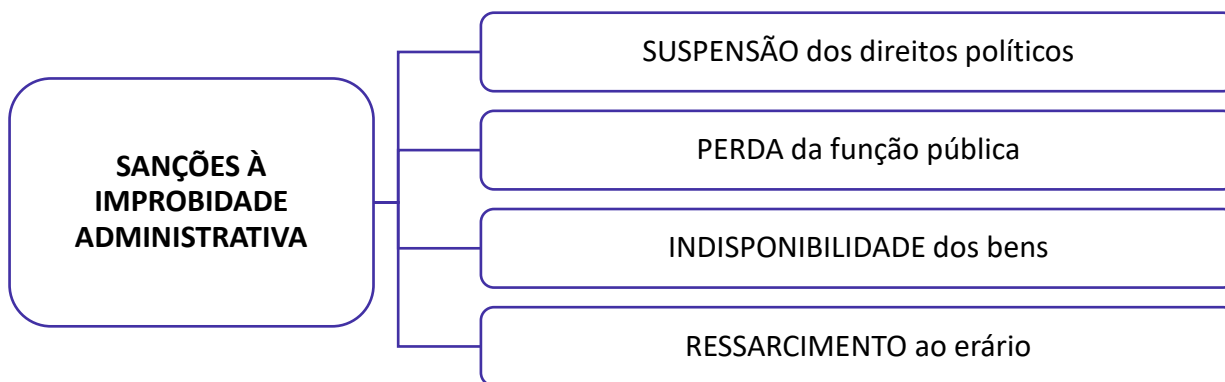 SANÇÕES À
IMPROBIDADE
ADMINISTRATIVA
SUSPENSÃO dos direitos políticos
PERDA da função pública
INDISPONIBILIDADE dos bens
RESSARCIMENTO ao erário